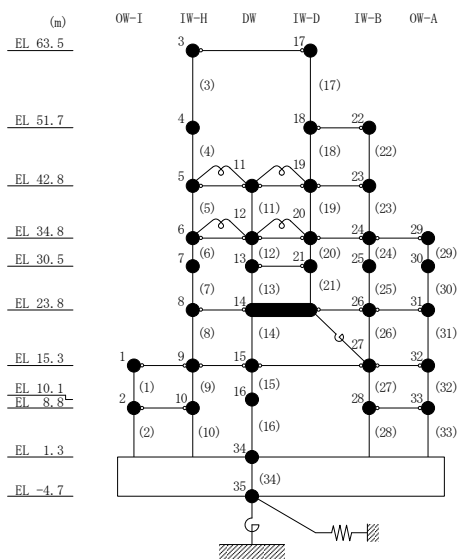 (m) OW-I IW-H DW IW-D IW-B OW-A
EL 63.5 3 17
(3) (17)
EL 51.7 4 18 22
(4) 11 19 (18) (22)
EL 42.8 5 23
(5) 12 (11) 20 (19) (23)
EL 34.8 6 24 29
(6) (12) (20) (24) (29)
EL 30.5 7 13 21 25 30
(7) (13) (21) (25) (30)
EL 23.8 8 14 26 31
(8) (14) (26) (31)
27
EL 15.3 1 9 15 32
(1) (9) (15) (27) (32)
EL 10.1 16
EL 8.8 2 10 28 33
(2) (10) (16) (28) (33)
EL 1.3 34
(34)
EL -4.7 35